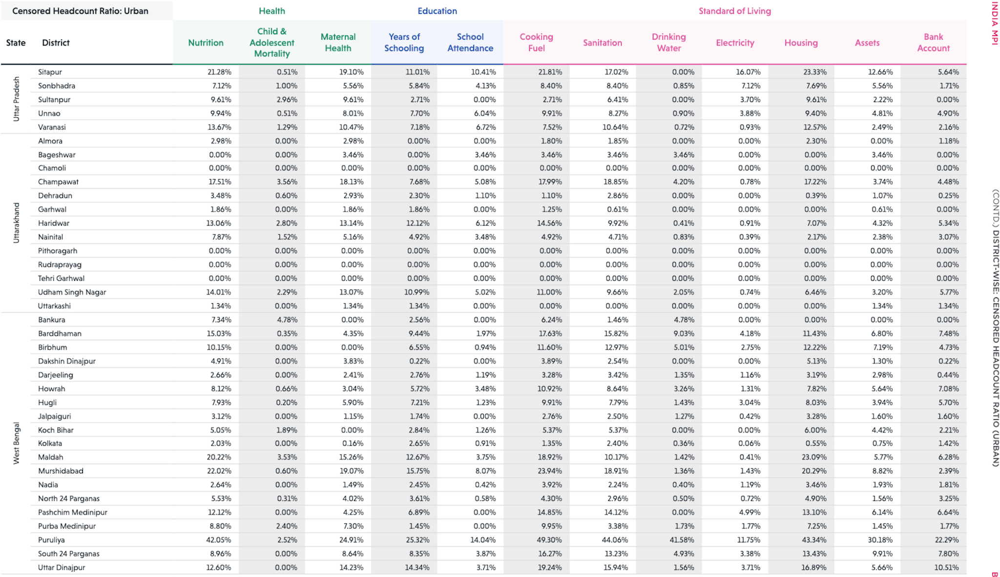 Censored Headcount Ratio: Urban Health Education Standard of Living
State District Nutrition Child & Adolescent Mortality Maternal Health Years of Schooling School Attendance Cooking Fuel Sanitation Drinking Water Electricity Housing Assets Bank Account
Uttar Pradesh
Sitapur 21.28% 0.51% 19.10% 11.01% 10.41% 21.81% 17.02% 0.00% 16.07% 23.33% 12.66% 5.64%
Sonbhadra 7.12% 1.00% 5.56% 5.84% 4.13% 8.40% 8.40% 0.85% 7.12% 7.69% 5.56% 1.71%
Sultanpur 9.61% 2.96% 9.61% 2.71% 0.00% 2.71% 6.41% 0.00% 3.70% 9.61% 2.22% 0.00%
Unnao 9.94% 0.51% 8.01% 7.70% 6.04% 9.91% 8.27% 0.90% 3.88% 9.40% 4.81% 4.90%
Varanasi 13.67% 1.29% 10.47% 7.18% 6.72% 7.52% 10.64% 0.72% 0.93% 12.57% 2.49% 2.16%
Uttarakhand
Almora 2.98% 0.00% 2.98% 0.00% 0.00% 1.80% 1.85% 0.00% 0.00% 2.30% 0.00% 1.18%
Bageshwar 0.00% 0.00% 3.46% 0.00% 3.46% 3.46% 3.46% 3.46% 0.00% 0.00% 3.46% 0.00%
Chamoli 0.00% 0.00% 0.00% 0.00% 0.00% 0.00% 0.00% 0.00% 0.00% 0.00% 0.00% 0.00%
Champawat 17.51% 3.56% 18.13% 7.68% 5.08% 17.99% 18.85% 4.20% 0.78% 17.22% 3.74% 4.48%
Dehradun 3.48% 0.60% 2.93% 2.30% 1.10% 1.10% 2.86% 0.00% 0.00% 0.39% 1.07% 0.25%
Garhwal 1.86% 0.00% 1.86% 1.86% 0.00% 1.25% 0.61% 0.00% 0.00% 0.00% 0.61% 0.00%
Haridwar 13.06% 2.80% 13.14% 12.12% 6.12% 14.56% 9.92% 0.41% 0.91% 7.07% 4.32% 5.34%
Nainital 7.87% 1.52% 5.16% 4.92% 3.48% 4.92% 4.71% 0.83% 0.39% 2.17% 2.38% 3.07%
Pithoragarh 0.00% 0.00% 0.00% 0.00% 0.00% 0.00% 0.00% 0.00% 0.00% 0.00% 0.00% 0.00%
Rudraprayag 0.00% 0.00% 0.00% 0.00% 0.00% 0.00% 0.00% 0.00% 0.00% 0.00% 0.00% 0.00%
Tehri Garhwal 0.00% 0.00% 0.00% 0.00% 0.00% 0.00% 0.00% 0.00% 0.00% 0.00% 0.00% 0.00%
Udham Singh Nagar 14.01% 2.29% 13.07% 10.99% 5.02% 11.00% 9.66% 2.05% 0.74% 6.46% 3.20% 5.77%
Uttarkashi 1.34% 0.00% 1.34% 1.34% 0.00% 0.00% 0.00% 0.00% 0.00% 0.00% 1.34% 1.34%
West Bengal
Bankura 7.34% 4.78% 0.00% 2.56% 0.00% 6.24% 1.46% 4.78% 0.00% 0.00% 0.00% 0.00%
Barddhaman 15.03% 0.35% 4.35% 9.44% 1.97% 17.63% 15.82% 9.03% 4.18% 11.43% 6.80% 7.48%
Birbhum 10.15% 0.00% 0.00% 6.55% 0.94% 11.60% 12.97% 5.01% 2.75% 12.22% 7.19% 4.73%
Dakshin Dinajpur 4.91% 0.00% 3.83% 0.22% 0.00% 3.89% 2.54% 0.00% 0.00% 5.13% 1.30% 0.22%
Darjeeling 2.66% 0.00% 2.41% 2.76% 1.19% 3.28% 3.42% 1.35% 1.16% 3.19% 2.98% 0.44%
Howrah 8.12% 0.66% 3.04% 5.72% 3.48% 10.92% 8.64% 3.26% 1.31% 7.82% 5.64% 7.08%
Hugli 7.93% 0.20% 5.90% 7.21% 1.23% 9.91% 7.79% 1.43% 3.04% 8.03% 3.94% 5.70%
Jalpaiguri 3.12% 0.00% 1.15% 1.74% 0.00% 2.76% 2.50% 1.27% 0.42% 3.28% 1.60% 1.60%
Koch Bihar 5.05% 1.89% 0.00% 2.84% 1.26% 5.37% 5.37% 0.00% 0.00% 6.00% 4.42% 2.21%
Kolkata 2.03% 0.00% 0.16% 2.65% 0.91% 1.35% 2.40% 0.36% 0.06% 0.55% 0.75% 1.42%
Maldah 20.22% 3.53% 15.26% 12.67% 3.75% 18.92% 10.17% 1.42% 0.41% 23.09% 5.77% 6.28%
Murshidabad 22.02% 0.60% 19.07% 15.75% 8.07% 23.94% 18.91% 1.36% 1.43% 20.29% 8.82% 2.39%
Nadia 2.64% 0.00% 1.49% 2.45% 0.42% 3.92% 2.24% 0.40% 1.19% 3.46% 1.93% 1.81%
North 24 Parganas 5.53% 0.31% 4.02% 3.61% 0.58% 4.30% 2.96% 0.50% 0.72% 4.90% 1.56% 3.25%
Pashchim Medinipur 12.12% 0.00% 4.25% 6.89% 0.00% 14.85% 14.12% 0.00% 4.99% 13.10% 6.14% 6.64%
Purba Medinipur 8.80% 2.40% 7.30% 1.45% 0.00% 9.95% 3.38% 1.73% 1.77% 7.25% 1.45% 1.77%
Puruliya 42.05% 2.52% 24.91% 25.32% 14.04% 49.30% 44.06% 41.58% 11.75% 43.34% 30.18% 22.29%
South 24 Parganas 8.96% 0.00% 8.64% 8.35% 3.87% 16.27% 13.23% 4.93% 3.38% 13.43% 9.91% 7.80%
Uttar Dinajpur 12.60% 0.00% 14.23% 14.34% 3.71% 19.24% 15.94% 1.56% 3.71% 16.89% 5.66% 10.51%
INDIA MPI
(CONTD.) DISTRICT-WISE: CENSORED HEADCOUNT RATIO (URBAN)
B